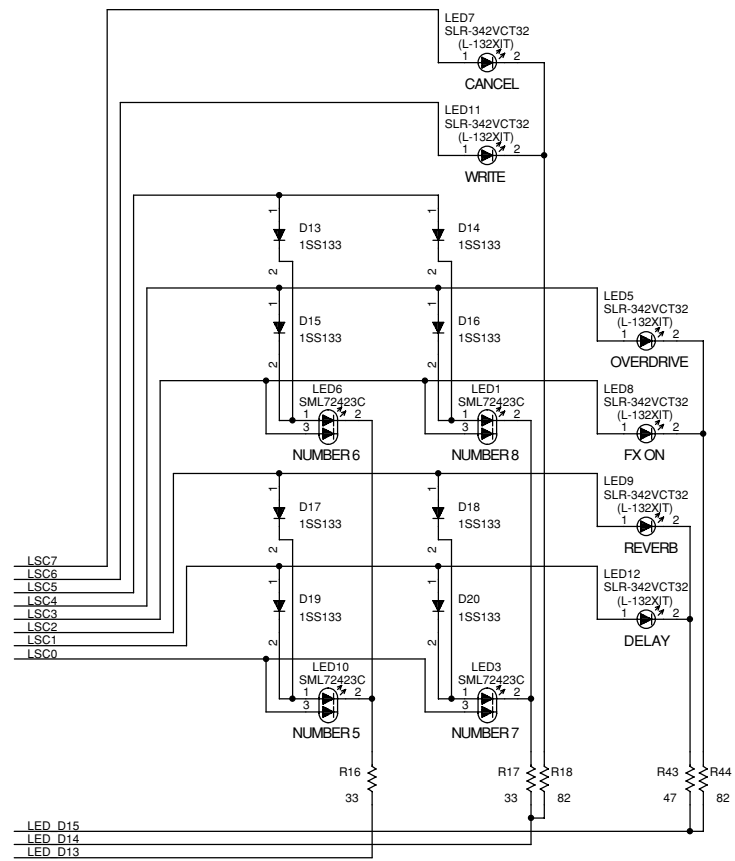 LED7
SLR-342VCT32
(L-132XIT)
1 2
CANCEL
LED11
SLR-342VCT32
(L-132XIT)
1 2
WRITE
1 1
D13 D14
1SS133 1SS133
2 2
LED5
SLR-342VCT32
(L-132XIT)
1 2
OVERDRIVE
1 1
D15 D16
1SS133 1SS133
2 2
LED6 LED1
SML72423C SML72423C
1 2 1 2
3 3
NUMBER 6 NUMBER 8
LED8
SLR-342VCT32
(L-132XIT)
1 2
FX ON
LED9
SLR-342VCT32
(L-132XIT)
1 2
REVERB
1 1
D17 D18
1SS133 1SS133
2 2
LSC7
LSC6
LSC5
LSC4
LSC3
LSC2
LSC1
LSC0
LED12
SLR-342VCT32
(L-132XIT)
1 2
DELAY
1 1
D19 D20
1SS133 1SS133
2 2
LED10 LED3
SML72423C SML72423C
1 2 1 2
3 3
NUMBER 5 NUMBER 7
R16 R17 R18 R43 R44
33 33 82 47 82
LED_D15
LED_D14
LED_D13